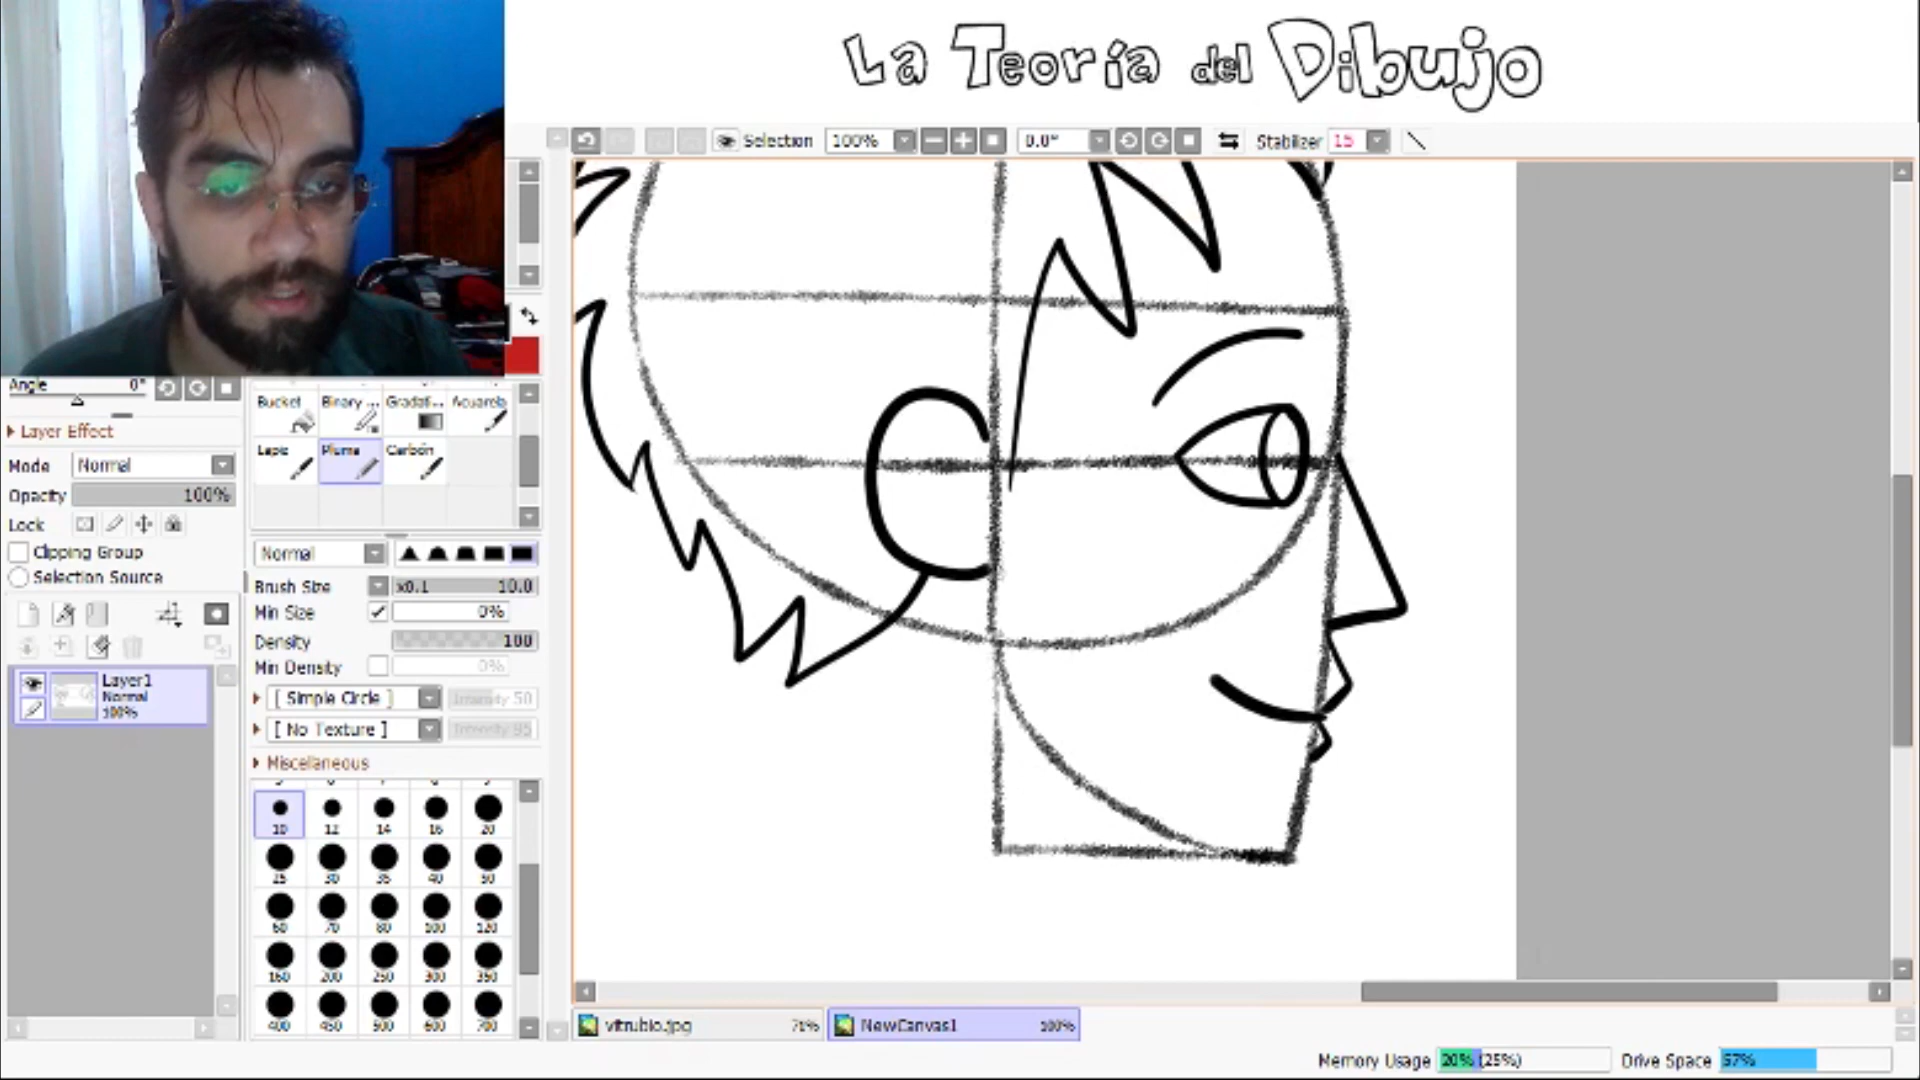 La Teoría del Dibujo
Selection 100% 0.0° Stabilizer 15
Angle 0°
Layer Effect
Mode Normal
Opacity 100%
Lock
Clipping Group
Selection Source
Layer1
Normal
100%
Bucket Binary ... Gradati... Acuarela
Lapiz Pluma Carbón
Normal
Brush Size x0.1 10.0
Min Size 0%
Density 100
Min Density 0%
[ Simple Circle ] Intensity 50
[ No Texture ] Intensity 95
Miscellaneous
10 12 14 16 20
25 30 35 40 50
60 70 80 100 120
160 200 250 300 350
400 450 500 600 700
vitrubio.jpg 71% NewCanvas1 100%
Memory Usage 20% (25%) Drive Space 57%